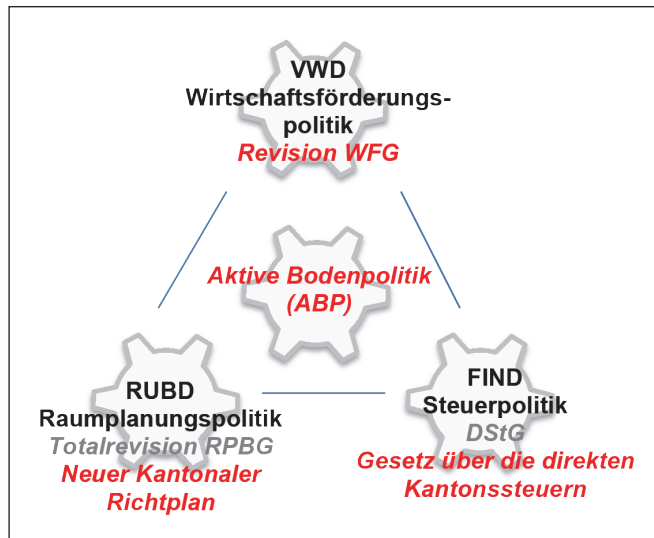 VWD
Wirtschaftsförderungs-
politik
Revision WFG
Aktive Bodenpolitik
(ABP)
RUBD
Raumplanungspolitik
Totalrevision RPBG
Neuer Kantonaler
Richtplan
FIND
Steuerpolitik
DStG
Gesetz über die direkten
Kantonssteuern